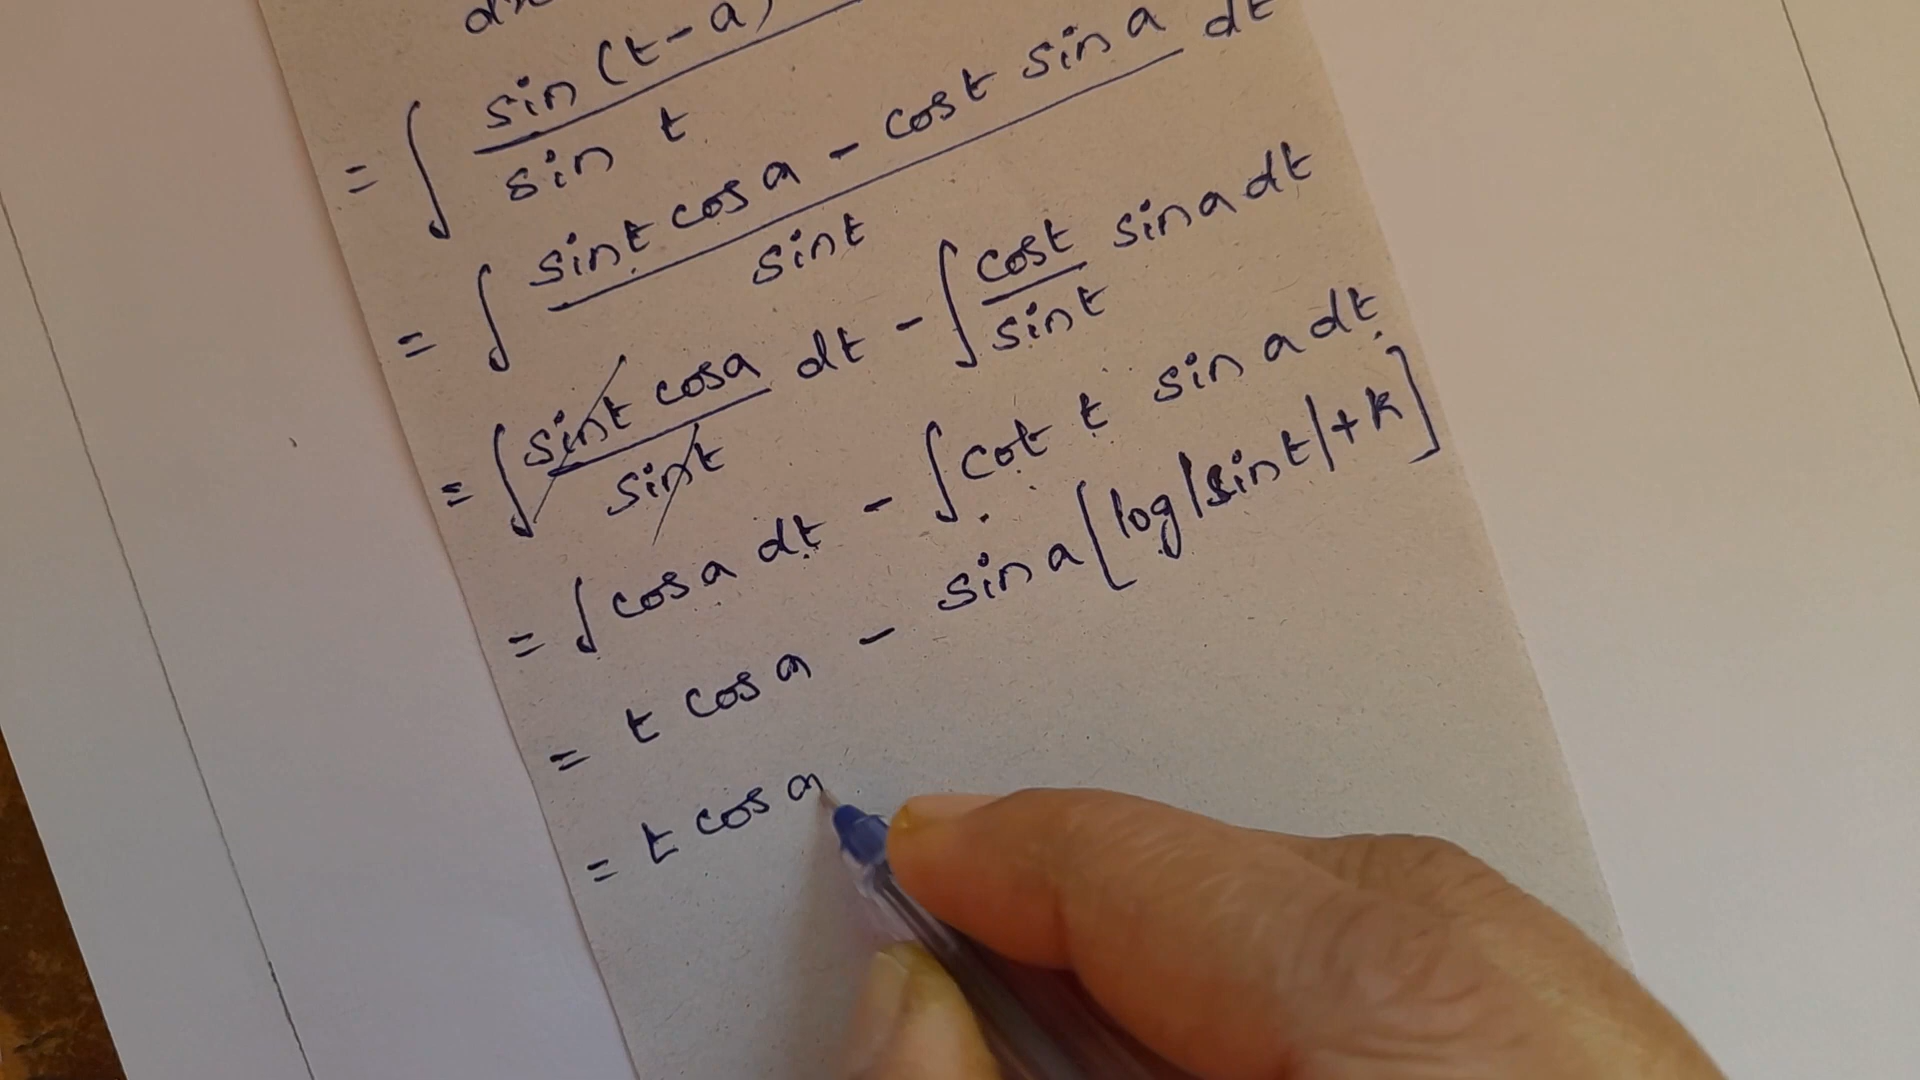 dx
= ∫ sin (t-a) / sin t
= ∫ sint cos a - cost sin a / sint dt
= ∫ sint cosa / sint dt - ∫ cost / sint sin a dt
= ∫ cos a dt - ∫ cot t sin a dt
= t cos a - sin a [log|sint|+k]
= t cos a